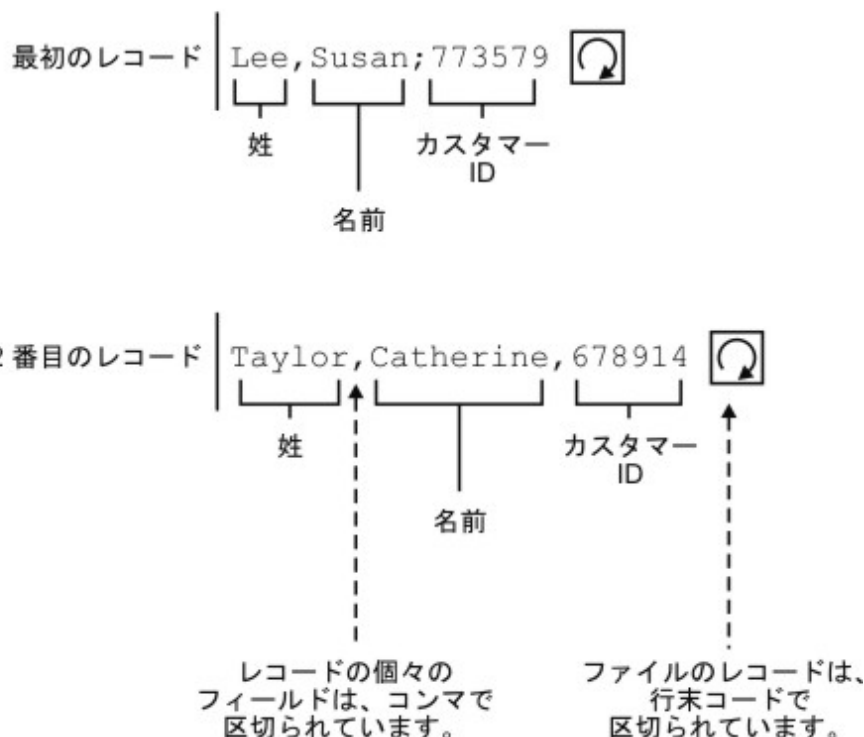 最初のレコード Lee,Susan;773579
姓
カスタマー
ID
名前
2 番目のレコード Taylor,Catherine,678914
姓
カスタマー
ID
名前
レコードの個々の
フィールドは、コンマで
区切られています。
ファイルのレコードは、
行末コードで
区切られています。